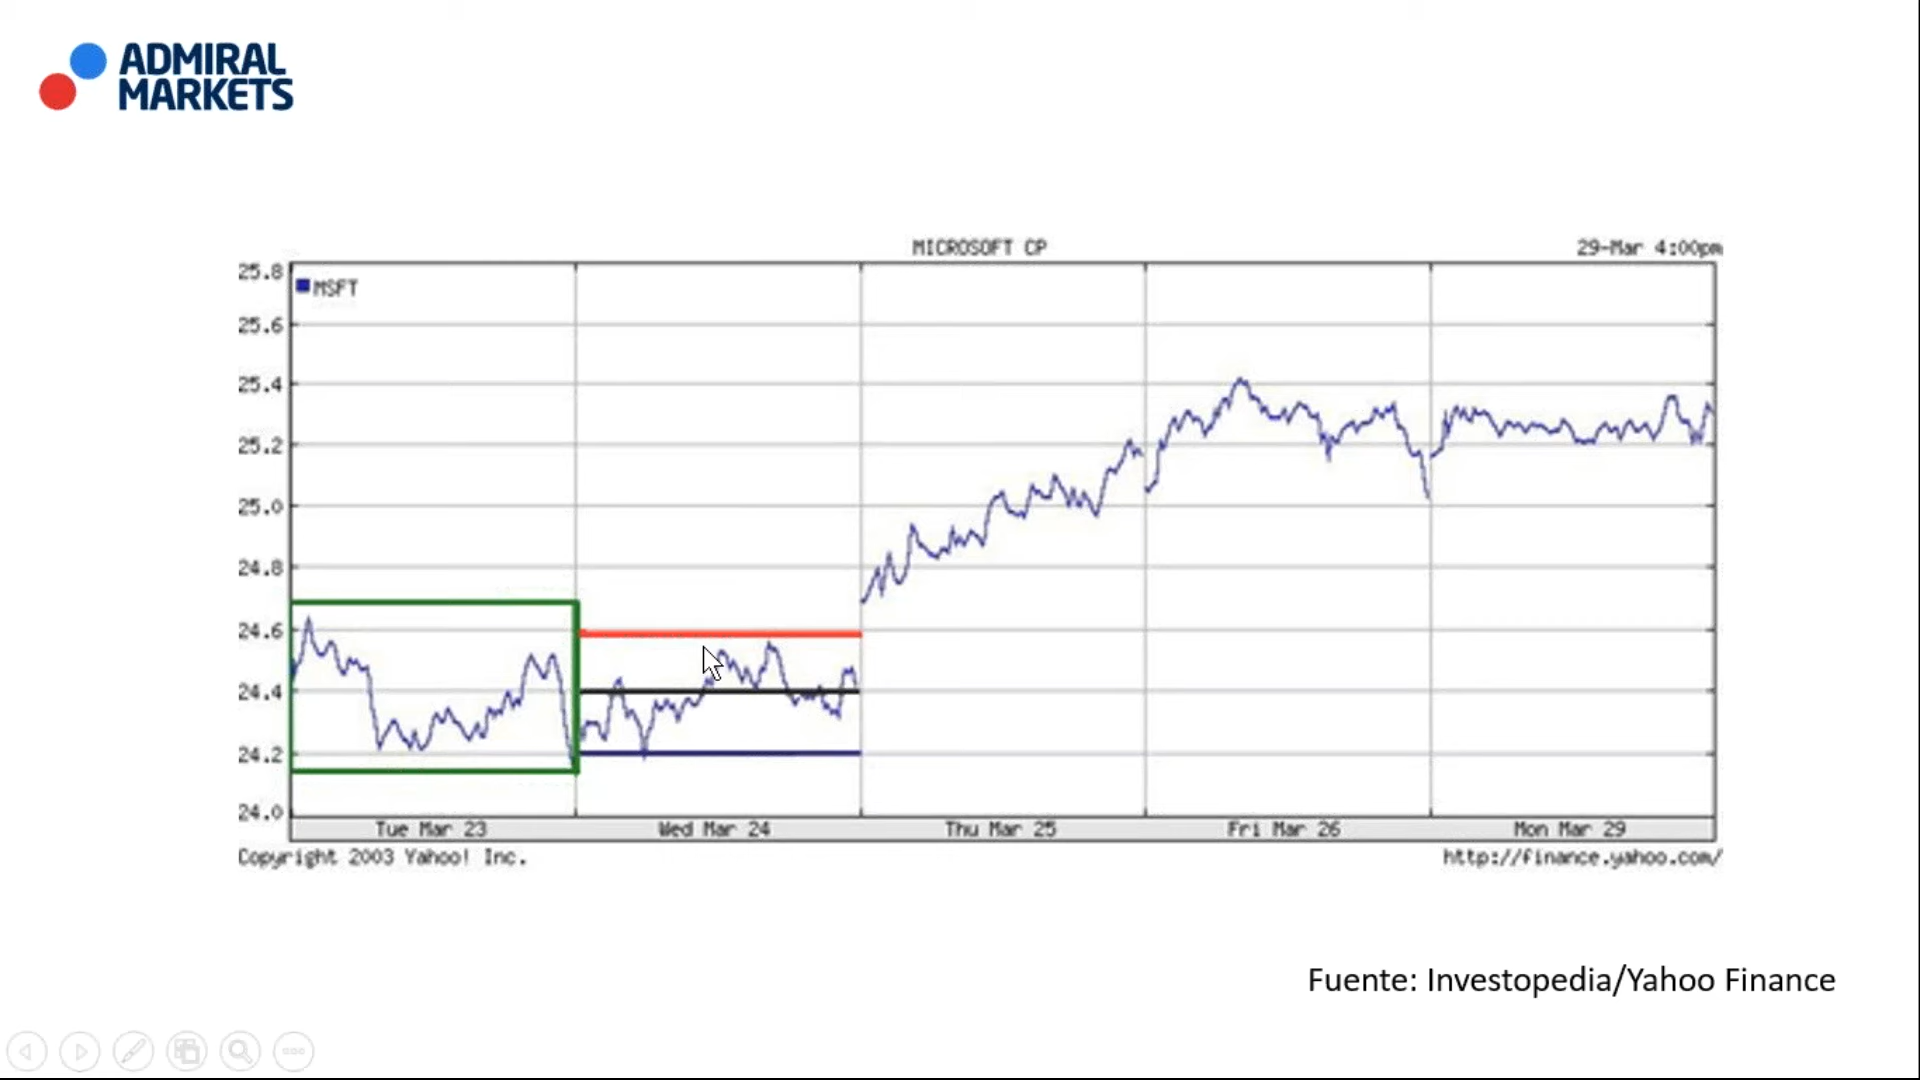 ADMIRAL
MARKETS
MICROSOFT CP
29-Mar 4:00pm
MSFT
25.8
25.6
25.4
25.2
25.0
24.8
24.6
24.4
24.2
24.0
Tue Mar 23 Wed Mar 24 Thu Mar 25 Fri Mar 26 Mon Mar 29
Copyright 2003 Yahoo! Inc.
http://finance.yahoo.com/
Fuente: Investopedia/Yahoo Finance